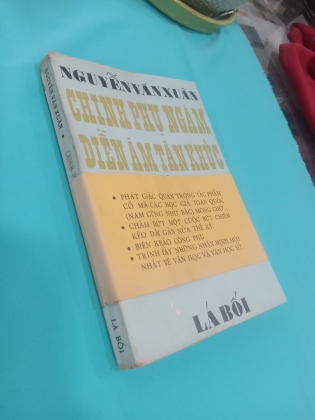 NGUYỄN VĂN XUÂN
CHINH PHỤ NGÂM
DIỄN ÂM TÂN KHÚC
• PHÁT GÁC QUAN TRỌNG TÁC PHẨM
CỔ MÀ CÁC HỌC GIẢ TOÀN QUỐC
(NAM CŨNG NHƯ BẮC) MONG CHỜ.
• CHẤM DỨT MỘT CUỘC BÚT CHIẾN
KÉO DÀI GẦN NỬA THẾ KỶ.
• BIÊN KHẢO CÔNG PHU
• TRÌNH BÀY NHỮNG NHẬN ĐỊNH MỚI
NHẤT VỀ VĂN HỌC VÀ VĂN HỌC SỬ
LÁ BỐI
NGUYỄN VĂN XUÂN • CHINH P
LÁ BỐI